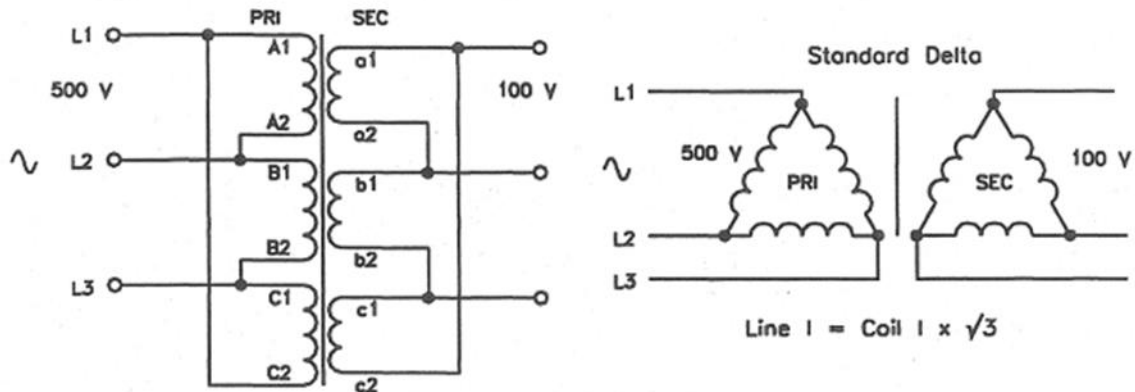 PRI SEC
L1
A1
a1
500 V
100 V
A2
a2
L2
B1
b1
B2
b2
L3
C1
c1
C2
c2
Standard Delta
L1
500 V
PRI
SEC
100 V
L2
L3
Line I = Coil I x √3